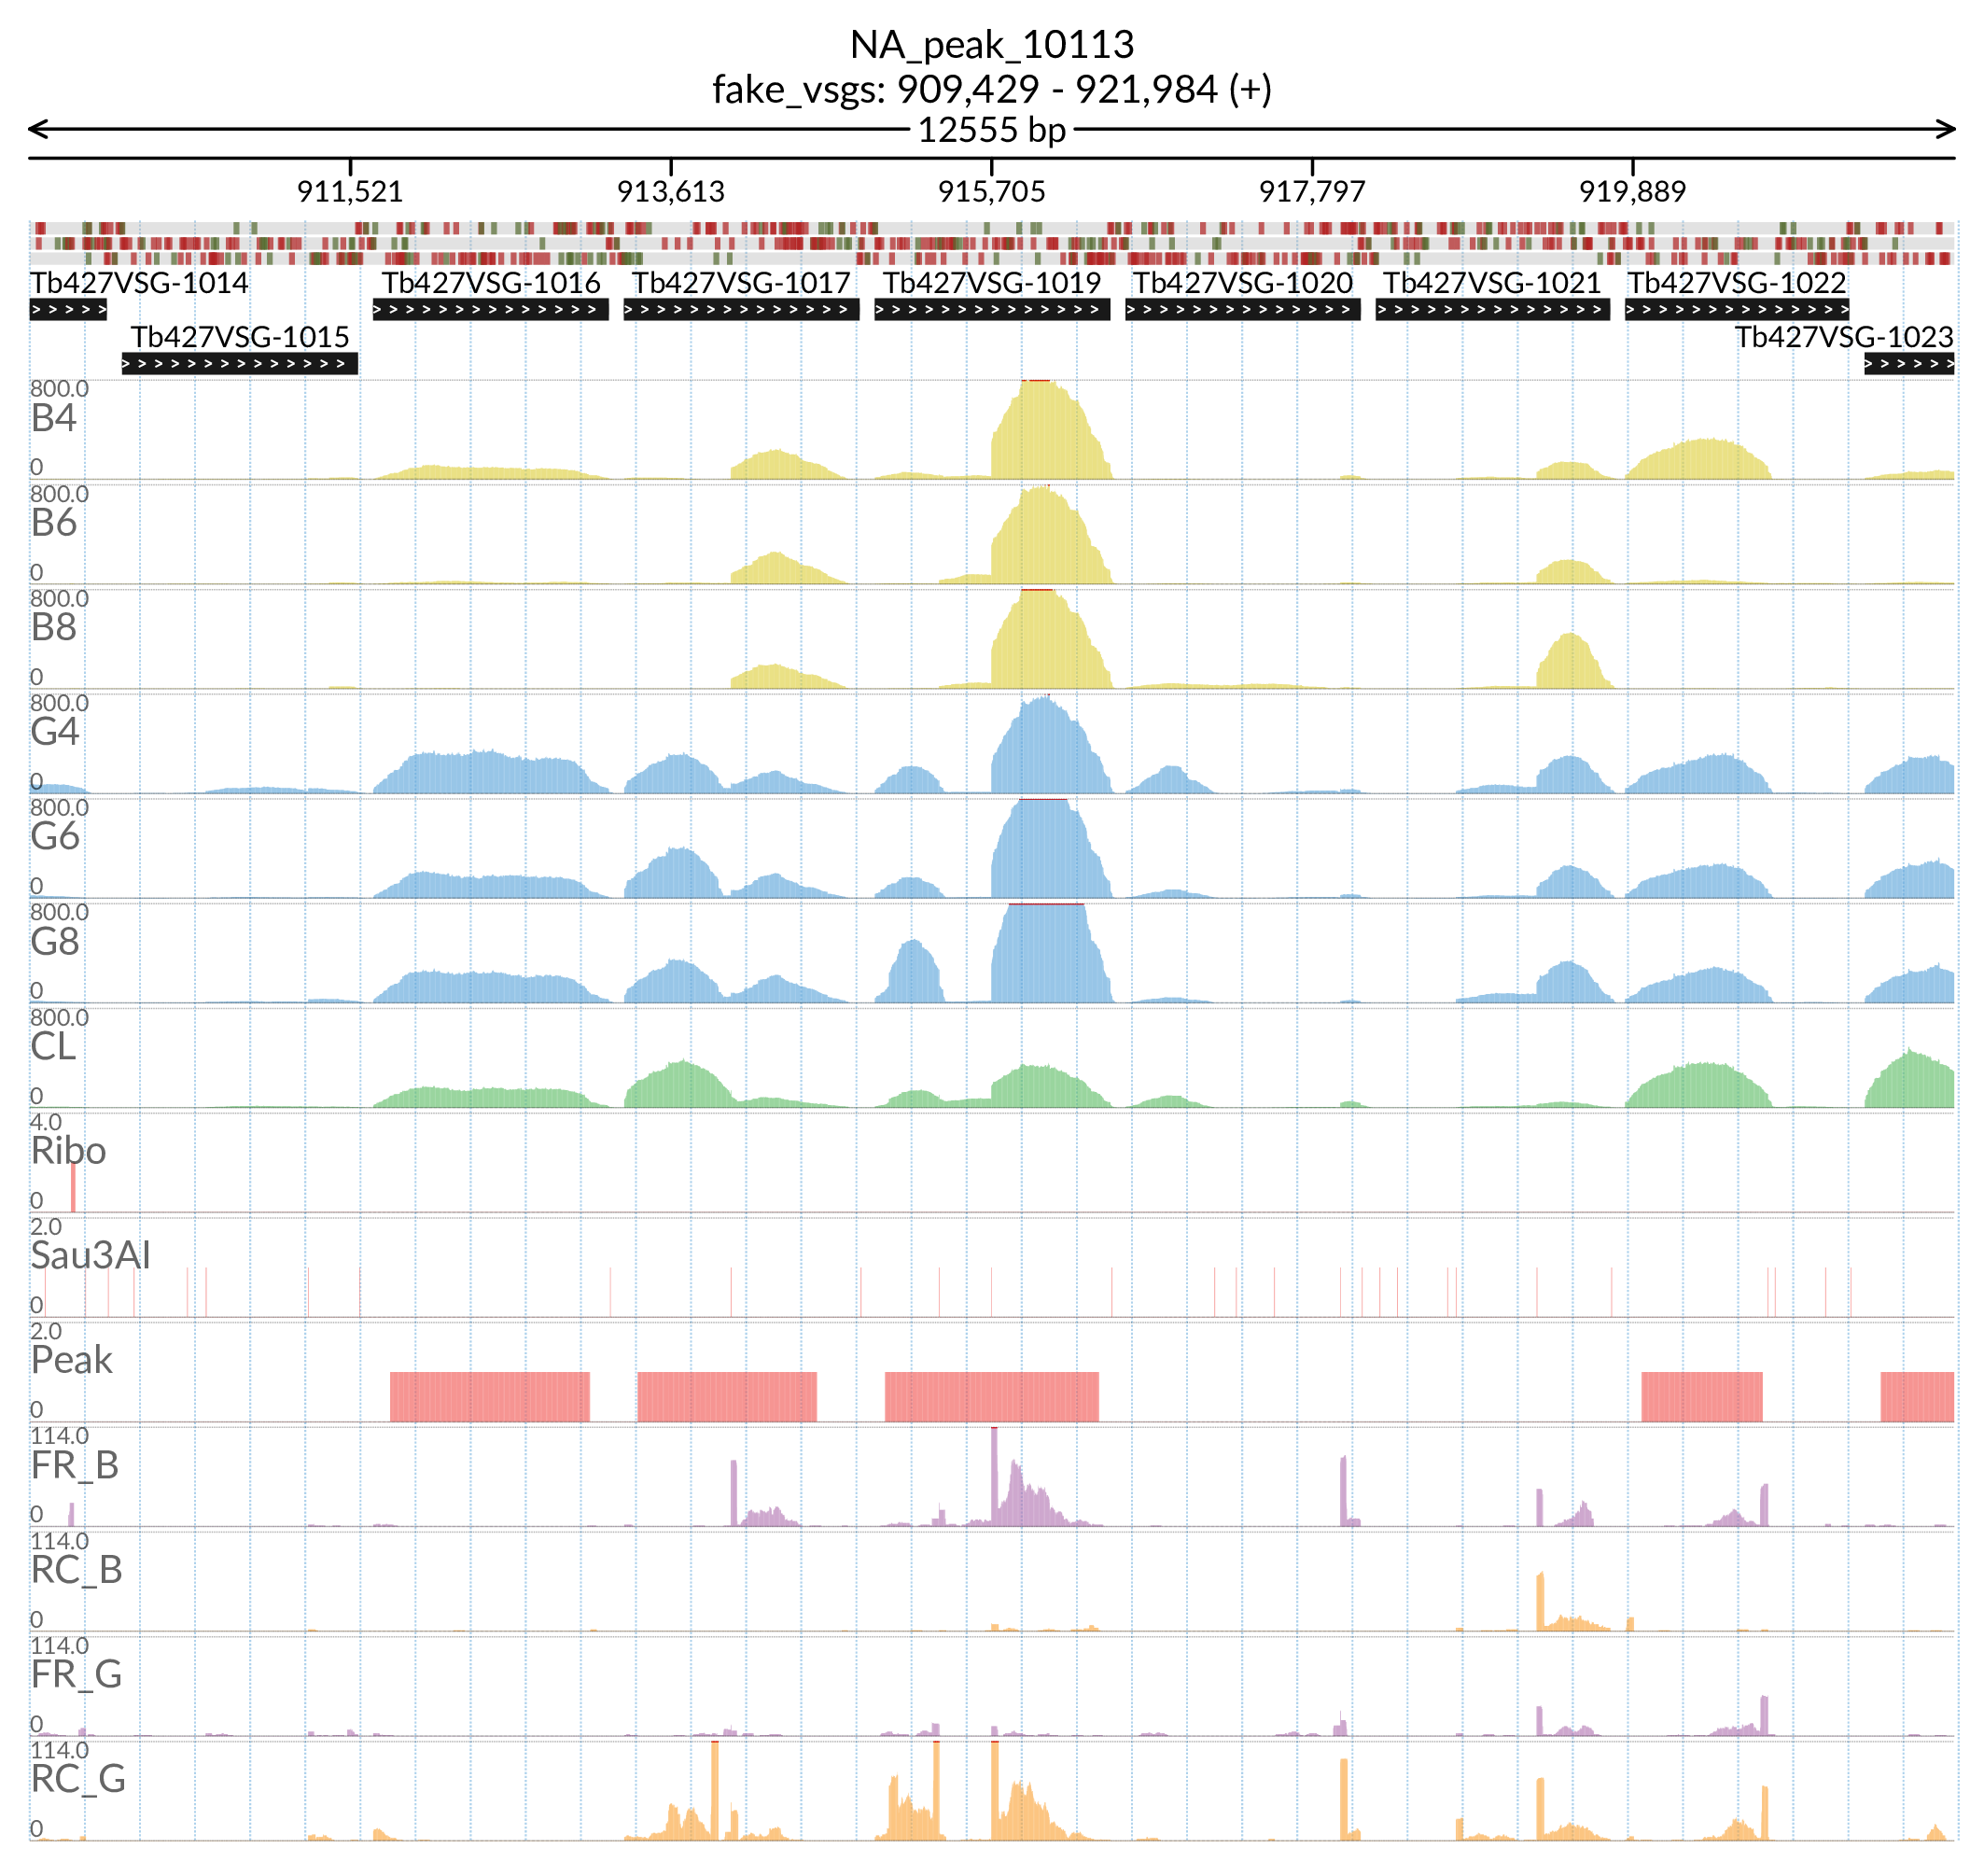 NA_peak_10113
fake_vsgs: 909,429 - 921,984 (+)
12555 bp
911,521 913,613 915,705 917,797 919,889
Tb427VSG-1014 Tb427VSG-1016 Tb427VSG-1017 Tb427VSG-1019 Tb427VSG-1020 Tb427VSG-1021 Tb427VSG-1022
Tb427VSG-1015 Tb427VSG-1023
800.0
B4
0
800.0
B6
0
800.0
B8
0
800.0
G4
0
800.0
G6
0
800.0
G8
0
800.0
CL
0
4.0
Ribo
0
2.0
Sau3AI
0
2.0
Peak
0
114.0
FR_B
0
114.0
RC_B
0
114.0
FR_G
0
114.0
RC_G
0